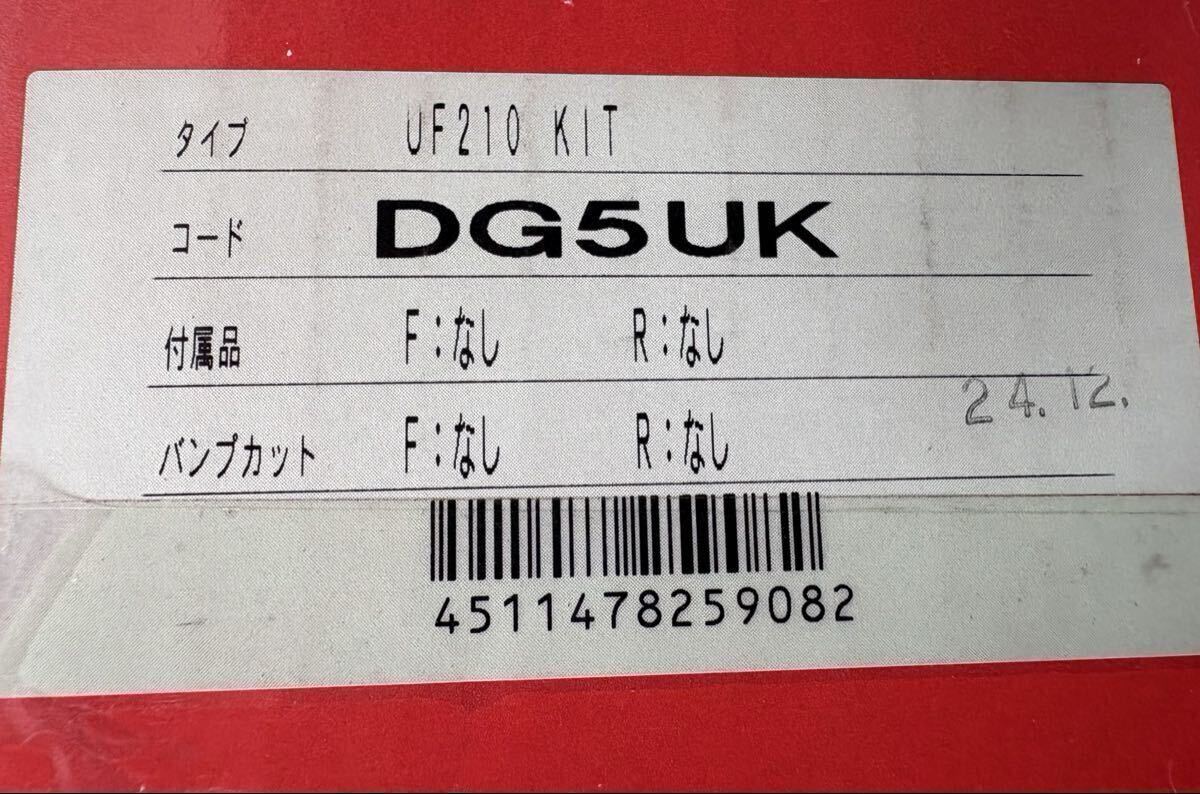 タイプ UF210 KIT
コード DG5UK
付属品 F:なし R:なし
24.12.
バンプカット F:なし R:なし
4511478259082